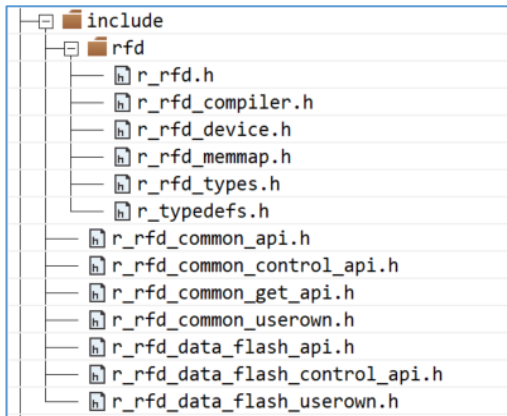 include
rfd
r_rfd.h
r_rfd_compiler.h
r_rfd_device.h
r_rfd_memmap.h
r_rfd_types.h
r_typedefs.h
r_rfd_common_api.h
r_rfd_common_control_api.h
r_rfd_common_get_api.h
r_rfd_common_userown.h
r_rfd_data_flash_api.h
r_rfd_data_flash_control_api.h
r_rfd_data_flash_userown.h